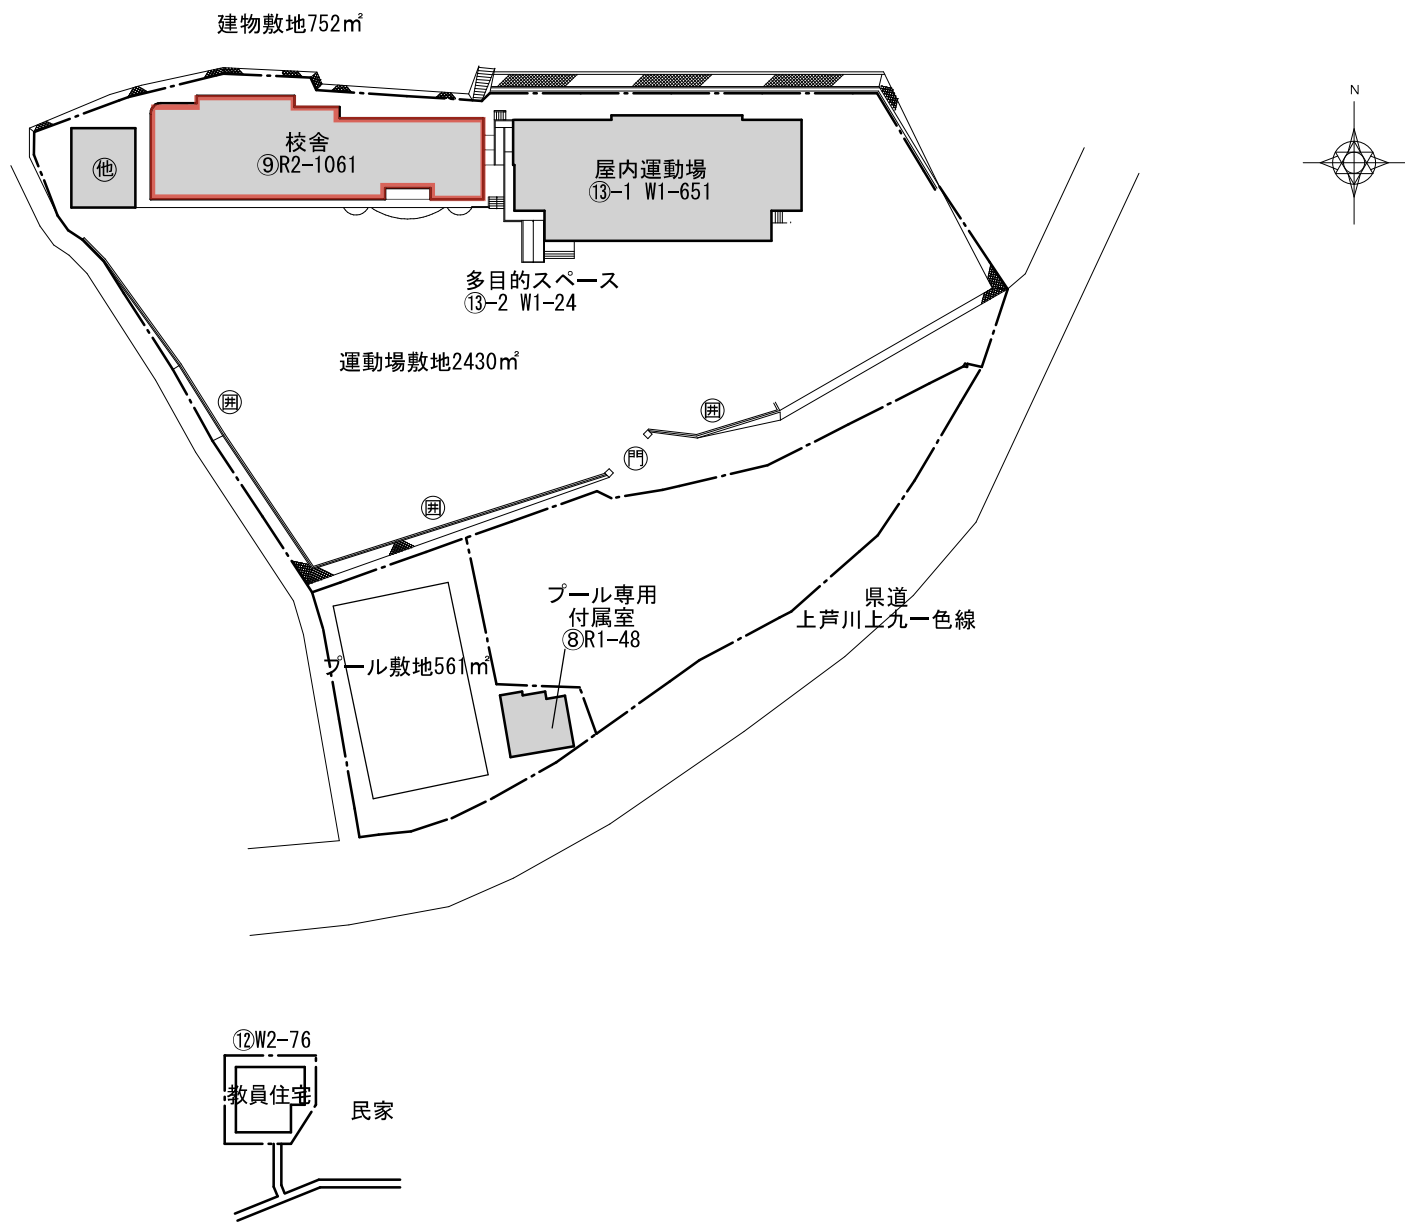 建物敷地752㎡
N
校舎
⑨R2-1061
㊀他
屋内運動場
⑬-1 W1-651
多目的スペース
⑬-2 W1-24
運動場敷地2430㎡
囲
囲
門
囲
プール専用
付属室
⑧R1-48
県道
上芦川上九一色線
プール敷地561㎡
⑫W2-76
教員住宅
民家